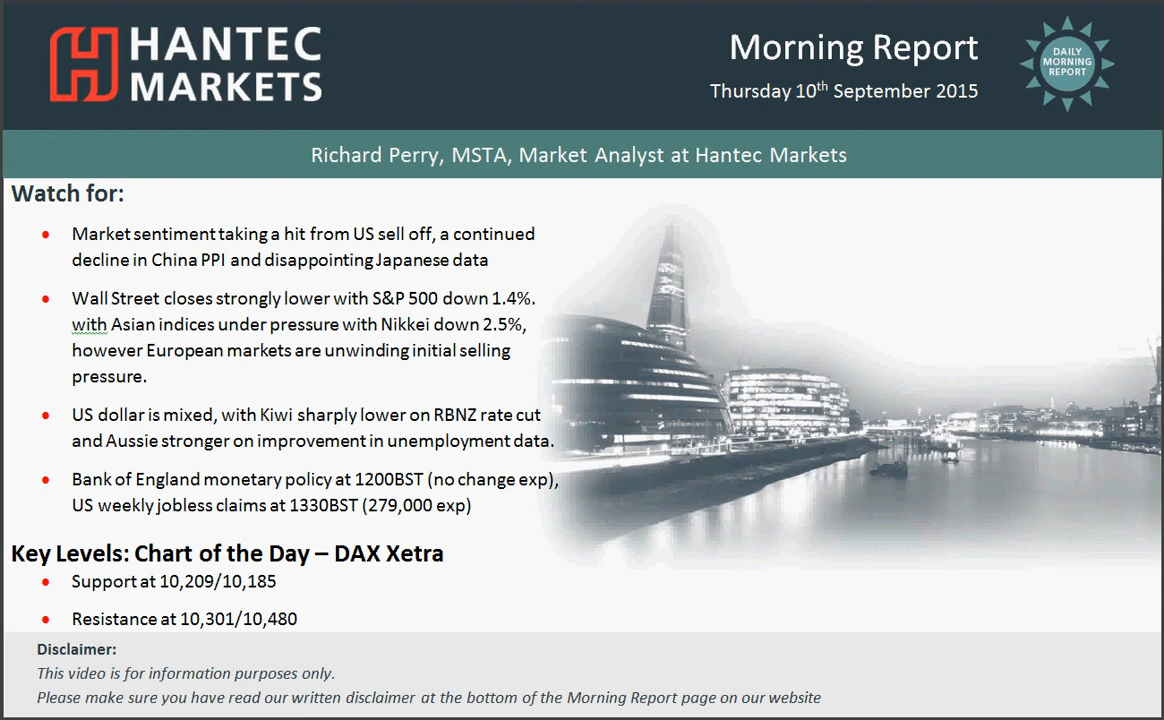 HANTEC
MARKETS
Morning Report
Thursday 10th September 2015
DAILY
MORNING
REPORT
Richard Perry, MSTA, Market Analyst at Hantec Markets
Watch for:
Market sentiment taking a hit from US sell off, a continued
decline in China PPI and disappointing Japanese data
Wall Street closes strongly lower with S&P 500 down 1.4%.
with Asian indices under pressure with Nikkei down 2.5%,
however European markets are unwinding initial selling
pressure.
US dollar is mixed, with Kiwi sharply lower on RBNZ rate cut
and Aussie stronger on improvement in unemployment data.
Bank of England monetary policy at 1200BST (no change exp),
US weekly jobless claims at 1330BST (279,000 exp)
Key Levels: Chart of the Day – DAX Xetra
Support at 10,209/10,185
Resistance at 10,301/10,480
Disclaimer:
This video is for information purposes only.
Please make sure you have read our written disclaimer at the bottom of the Morning Report page on our website